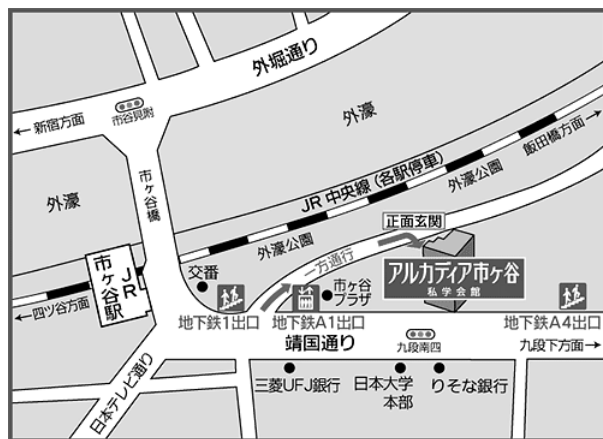 外堀通り
←新宿方面
市谷見附
外濠
飯田橋方面→
市ヶ谷橋
外濠公園
JR中央線(各駅停車)
外濠
正面玄関
外濠公園
一方通行
JR
市ヶ谷駅
交番
市ヶ谷
プラザ
アルカディア市ヶ谷
私学会館
←四ツ谷方面
地下鉄1出口
地下鉄A1出口
地下鉄A4出口
靖国通り
九段南四
九段下方面→
日本テレビ通り
三菱UFJ銀行
日本大学
本部
りそな銀行